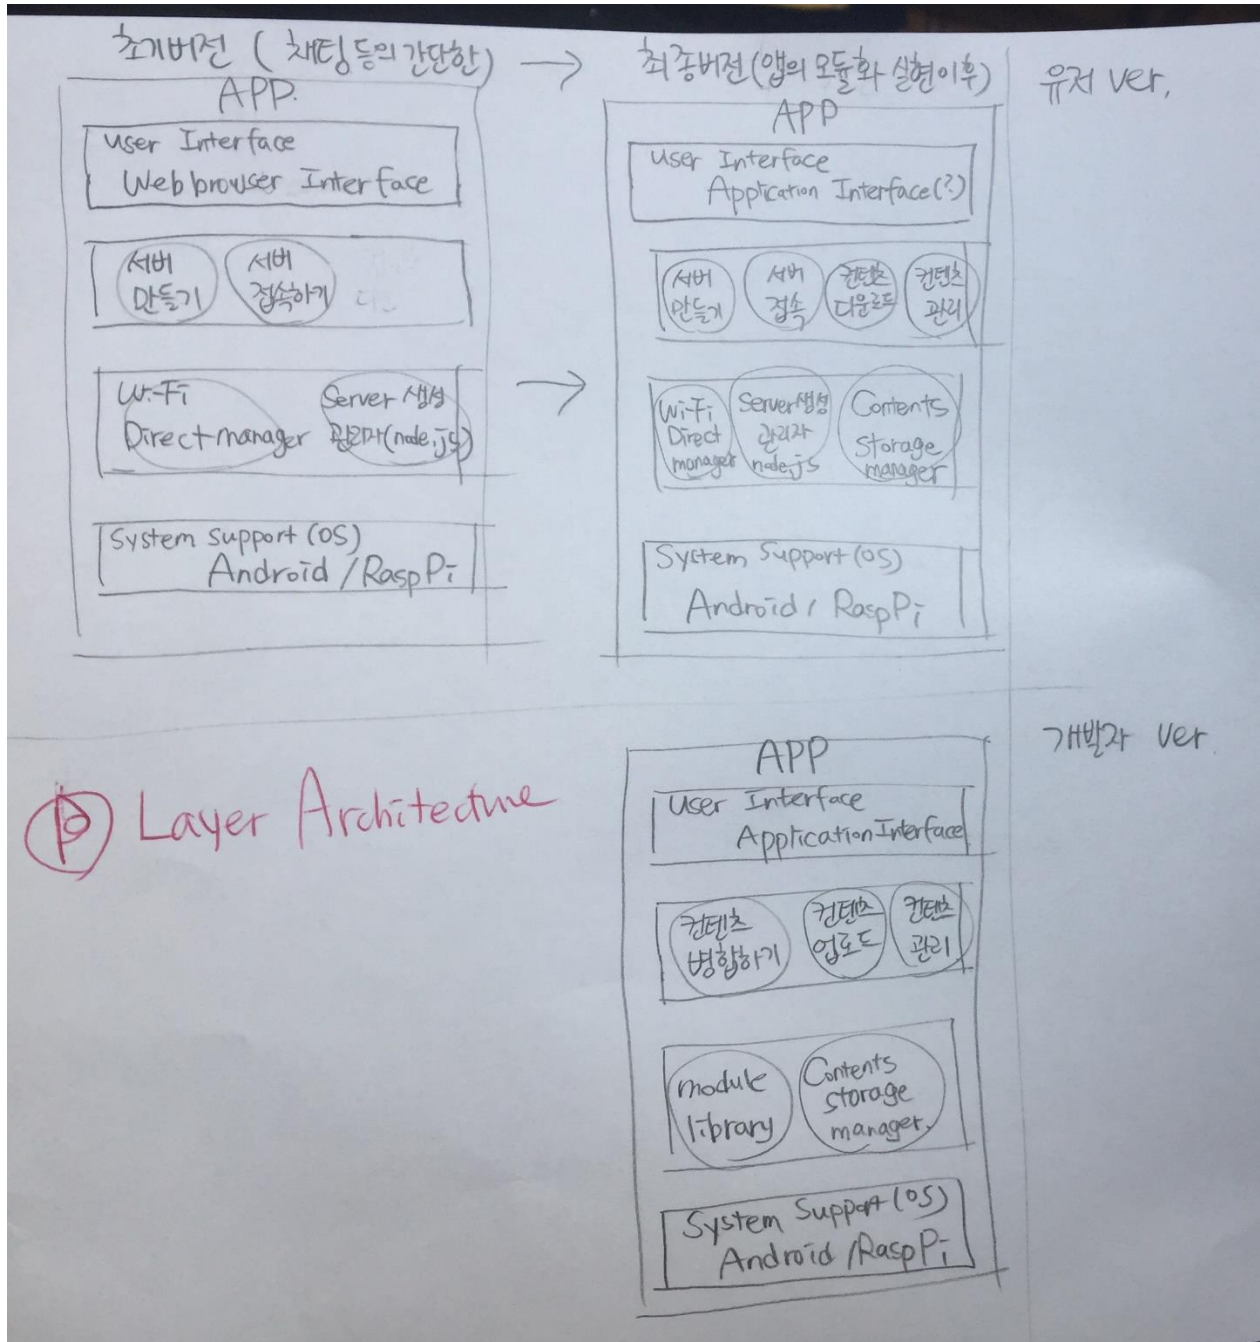 초기버전 ( 채팅 등의 간단한)
APP.
User Interface
Webbrowser Interface
서버
만들기
서버
접속하기
Wi-Fi
Direct manager
Server 생성
관리자(node.js)
System Support (OS)
Android / RaspPi
최종버전 (앱의 모듈화 실현이후)
APP
User Interface
Application Interface(?)
서버
만들기
서버
접속
컨텐츠
다운로드
컨텐츠
관리
Wi-Fi
Direct
manager
Server생성
관리자
node.js
Contents
storage
manager
System Support (OS)
Android / RaspPi
유저 ver.
Layer Architecture
APP
User Interface
Application Interface
컨텐츠
병합하기
컨텐츠
업로드
컨텐츠
관리
module
library
Contents
storage
manager.
System Support (OS)
Android /RaspPi
개발자 ver